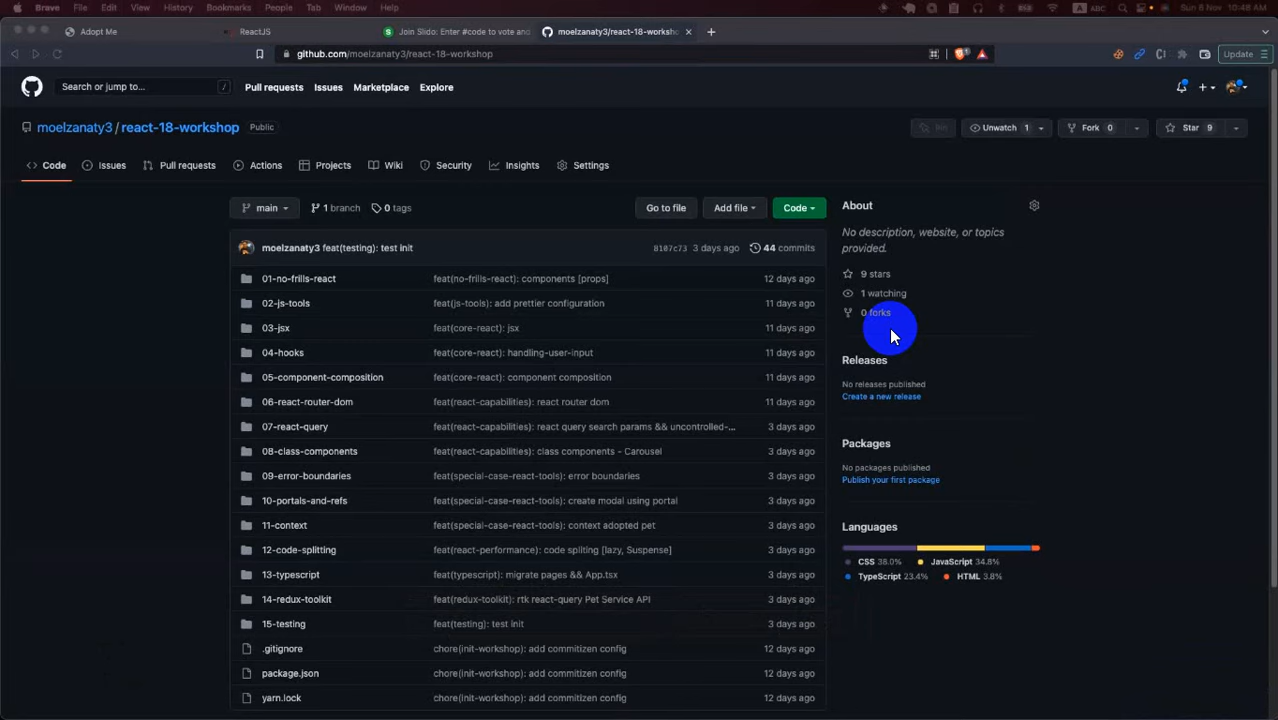 Brave File Edit View History Bookmarks People Tab Window Help ABC Sun 8 Nov 10:48 AM
Adopt Me ReactJS Join Slido: Enter #code to vote and moelzanaty3/react-18-workshop
github.com/moelzanaty3/react-18-workshop Update
Search or jump to... / Pull requests Issues Marketplace Explore
moelzanaty3 / react-18-workshop Public Unwatch 1 Fork 0 Star 9
Code Issues Pull requests Actions Projects Wiki Security Insights Settings
main 1 branch 0 tags Go to file Add file Code
moelzanaty3 feat(testing): test init 8107c73 3 days ago 44 commits
01-no-frills-react feat(no-frills-react): components [props] 12 days ago
02-js-tools feat(js-tools): add prettier configuration 11 days ago
03-jsx feat(core-react): jsx 11 days ago
04-hooks feat(core-react): handling-user-input 11 days ago
05-component-composition feat(core-react): component composition 11 days ago
06-react-router-dom feat(react-capabilities): react router dom 11 days ago
07-react-query feat(react-capabilities): react query search params && uncontrolled-... 3 days ago
08-class-components feat(react-capabilities): class components - Carousel 3 days ago
09-error-boundaries feat(special-case-react-tools): error boundaries 3 days ago
10-portals-and-refs feat(special-case-react-tools): create modal using portal 3 days ago
11-context feat(special-case-react-tools): context adopted pet 3 days ago
12-code-splitting feat(react-performance): code spliting [lazy, Suspense] 3 days ago
13-typescript feat(typescript): migrate pages && App.tsx 3 days ago
14-redux-toolkit feat(redux-toolkit): rtk react-query Pet Service API 3 days ago
15-testing feat(testing): test init 3 days ago
.gitignore chore(init-workshop): add commitizen config 12 days ago
package.json chore(init-workshop): add commitizen config 12 days ago
yarn.lock chore(init-workshop): add commitizen config 12 days ago
About
No description, website, or topics
provided.
9 stars
1 watching
0 forks
Releases
No releases published
Create a new release
Packages
No packages published
Publish your first package
Languages
CSS 38.0% JavaScript 34.8%
TypeScript 23.4% HTML 3.8%